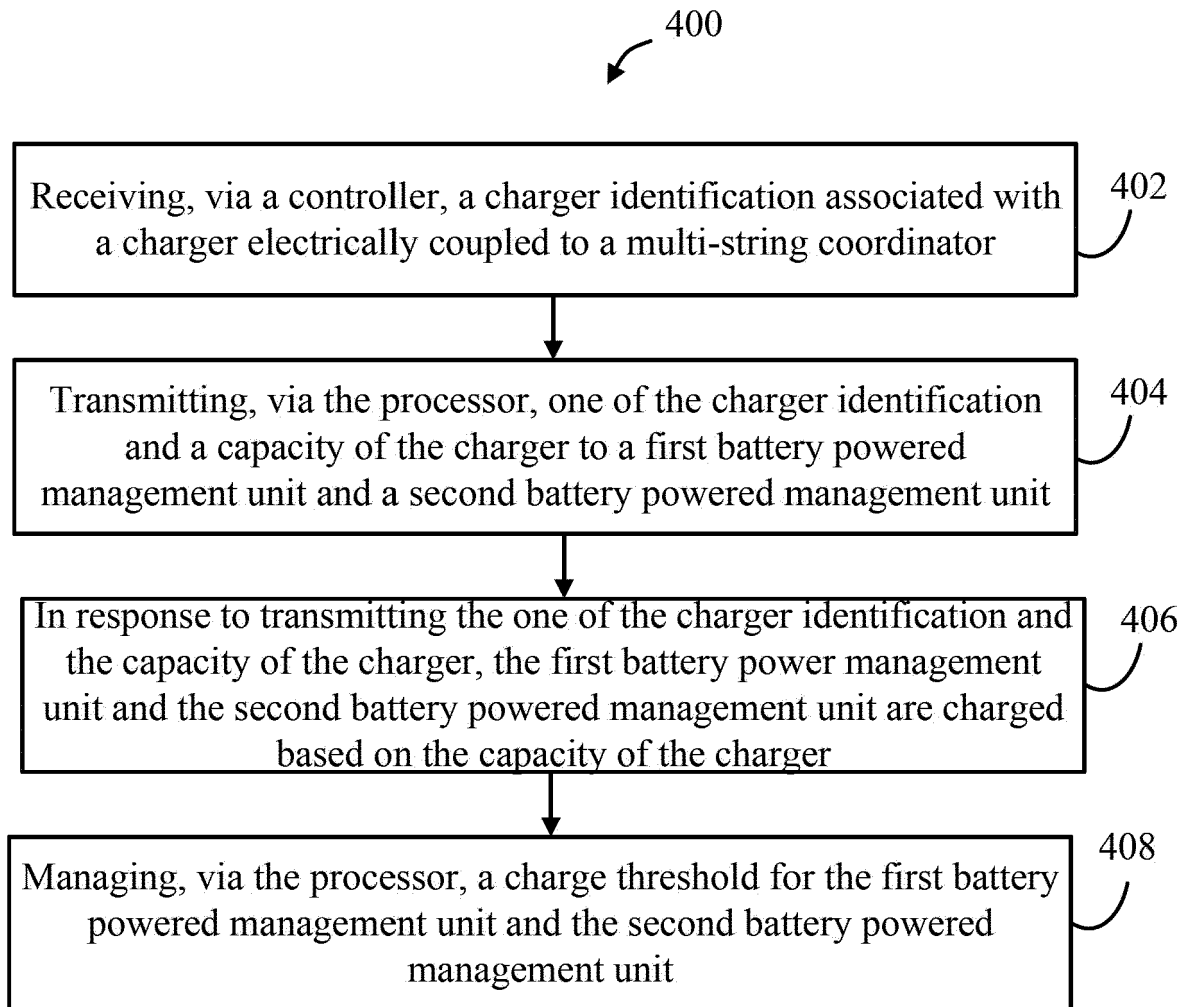 400
Receiving, via a controller, a charger identification associated with
a charger electrically coupled to a multi-string coordinator
402
Transmitting, via the processor, one of the charger identification
and a capacity of the charger to a first battery powered
management unit and a second battery powered management unit
404
In response to transmitting the one of the charger identification and
the capacity of the charger, the first battery power management
unit and the second battery powered management unit are charged
based on the capacity of the charger
406
Managing, via the processor, a charge threshold for the first battery
powered management unit and the second battery powered
management unit
408